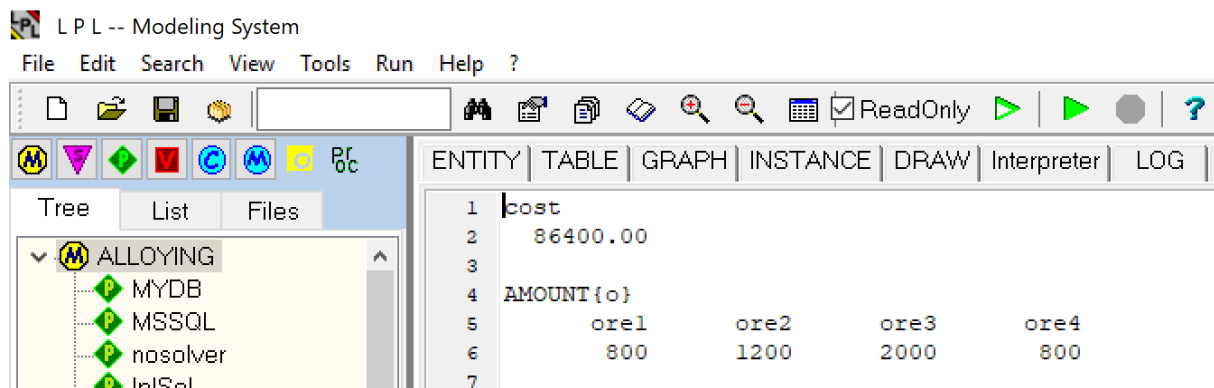 L P L -- Modeling System
File Edit Search View Tools Run Help ?
ReadOnly ?
M S P V C M o Proc
ENTITY TABLE GRAPH INSTANCE DRAW Interpreter LOG
Tree List Files
M ALLOYING
P MYDB
P MSSQL
P nosolver
1 cost
2 86400.00
3
4 AMOUNT{o}
5 ore1 ore2 ore3 ore4
6 800 1200 2000 800
7